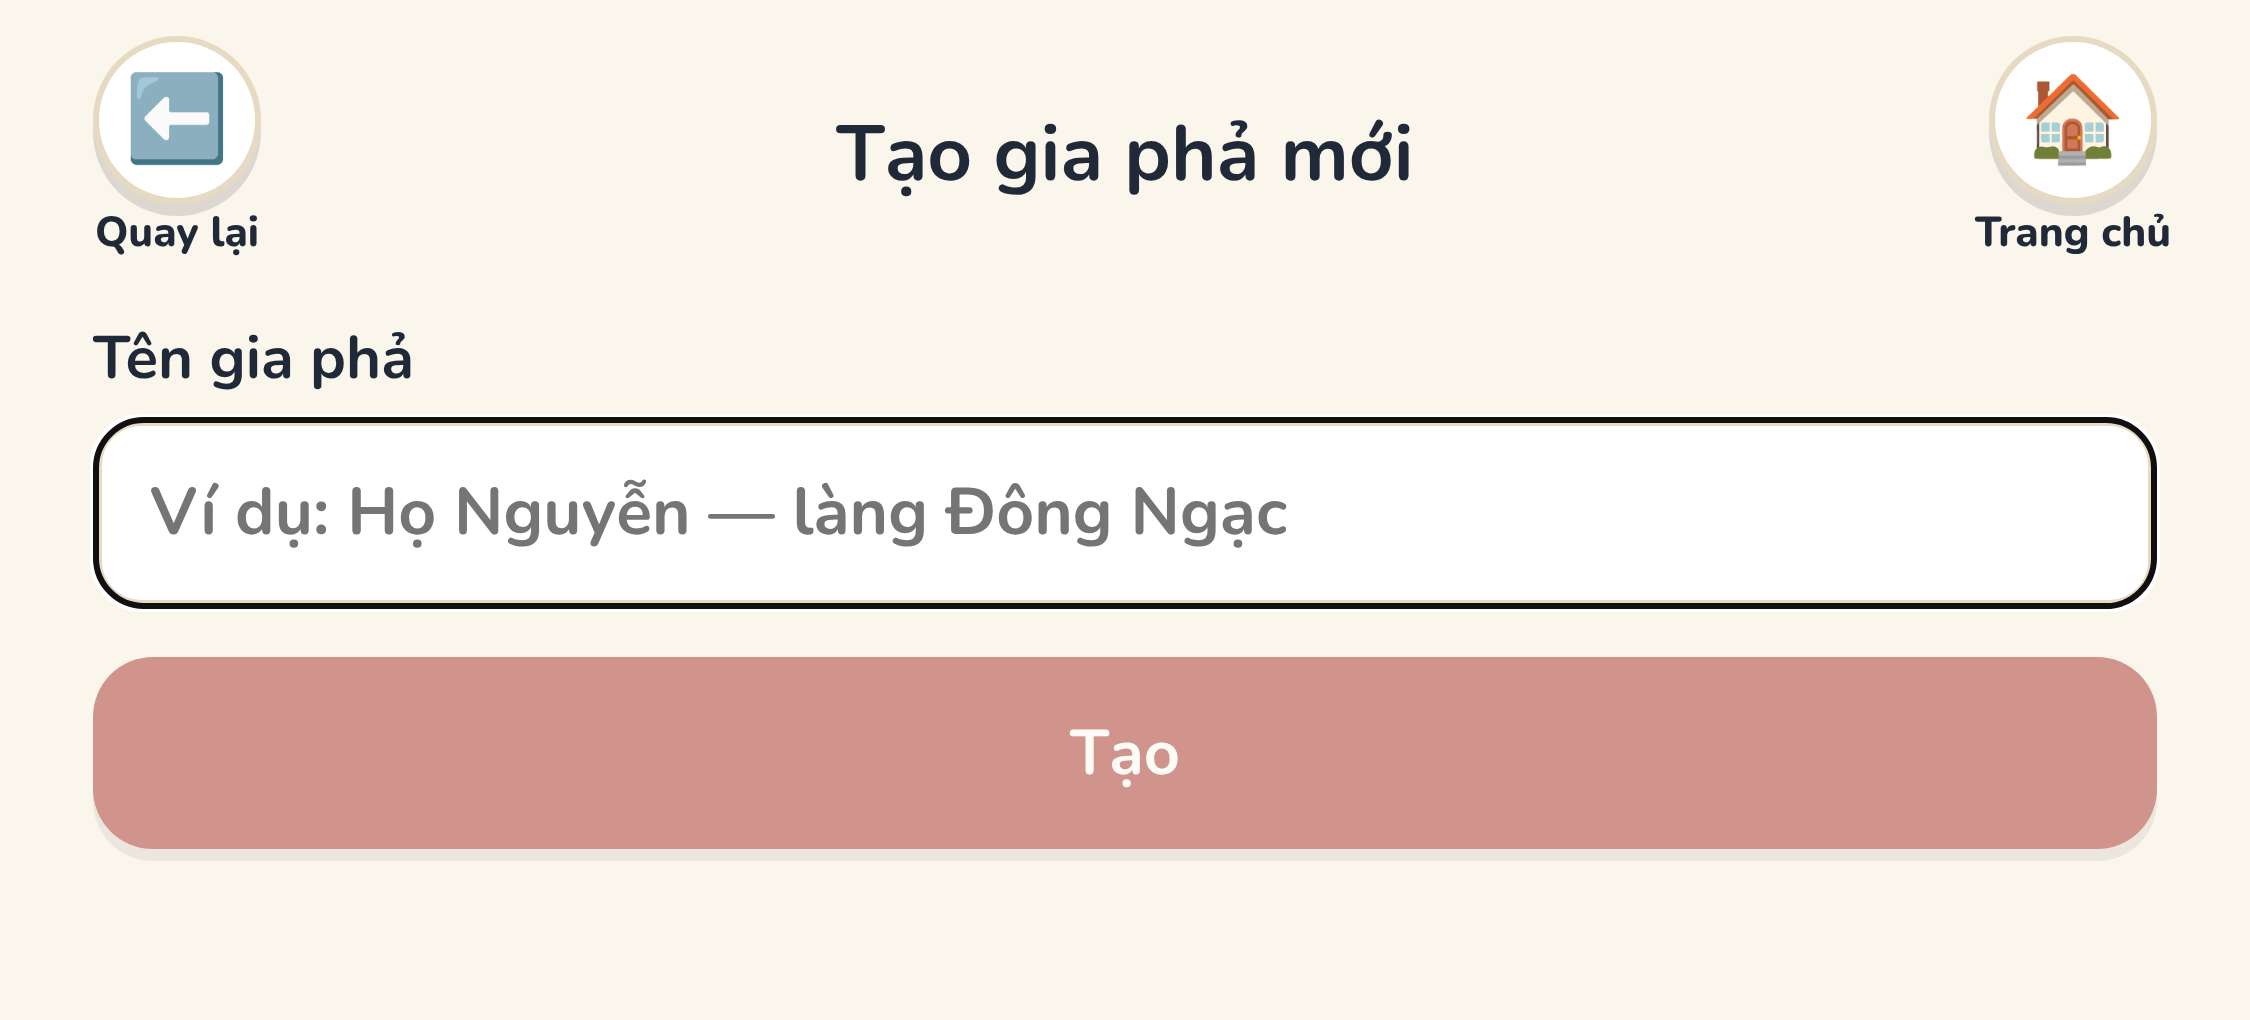 Tạo gia phả mới
Quay lại
Trang chủ
Tên gia phả
Ví dụ: Họ Nguyễn — làng Đông Ngạc
Tạo